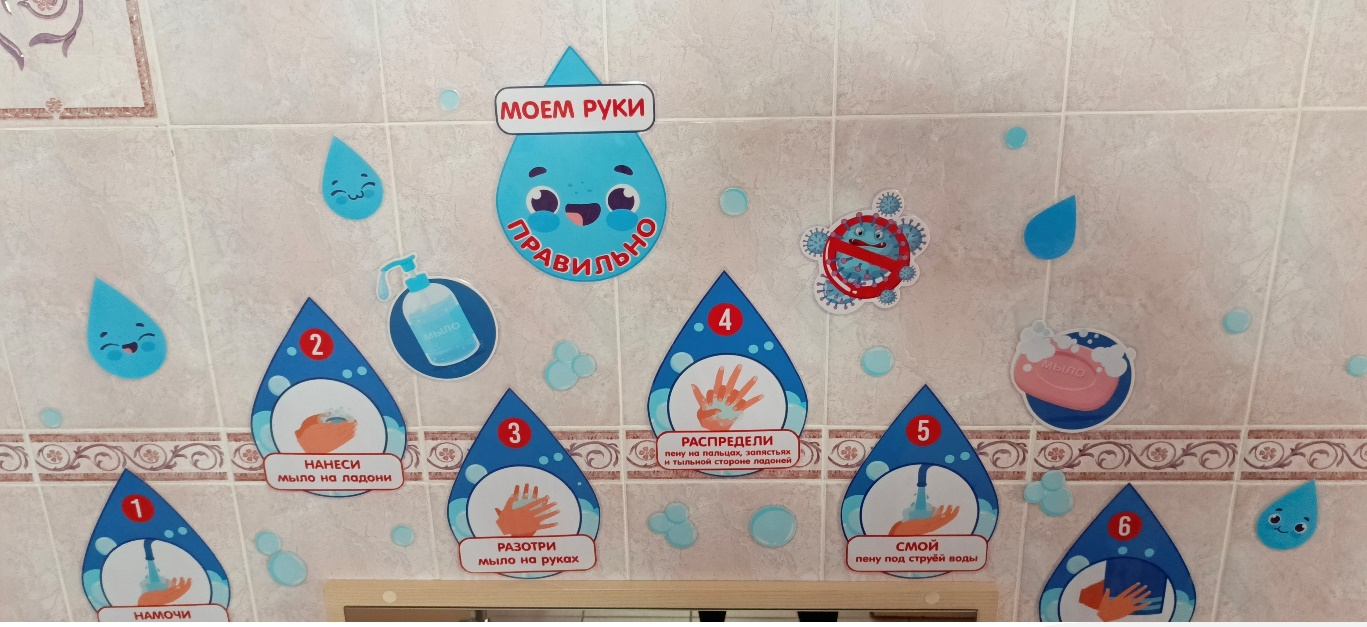 МОЕМ РУКИ
ПРАВИЛЬНО
МЫЛО
МЫЛО
1
НАМОЧИ
2
НАНЕСИ
мыло на ладони
3
РАЗОТРИ
мыло на руках
4
РАСПРЕДЕЛИ
пену на пальцах, запястьях
и тыльной стороне ладоней
5
СМОЙ
пену под струёй воды
6